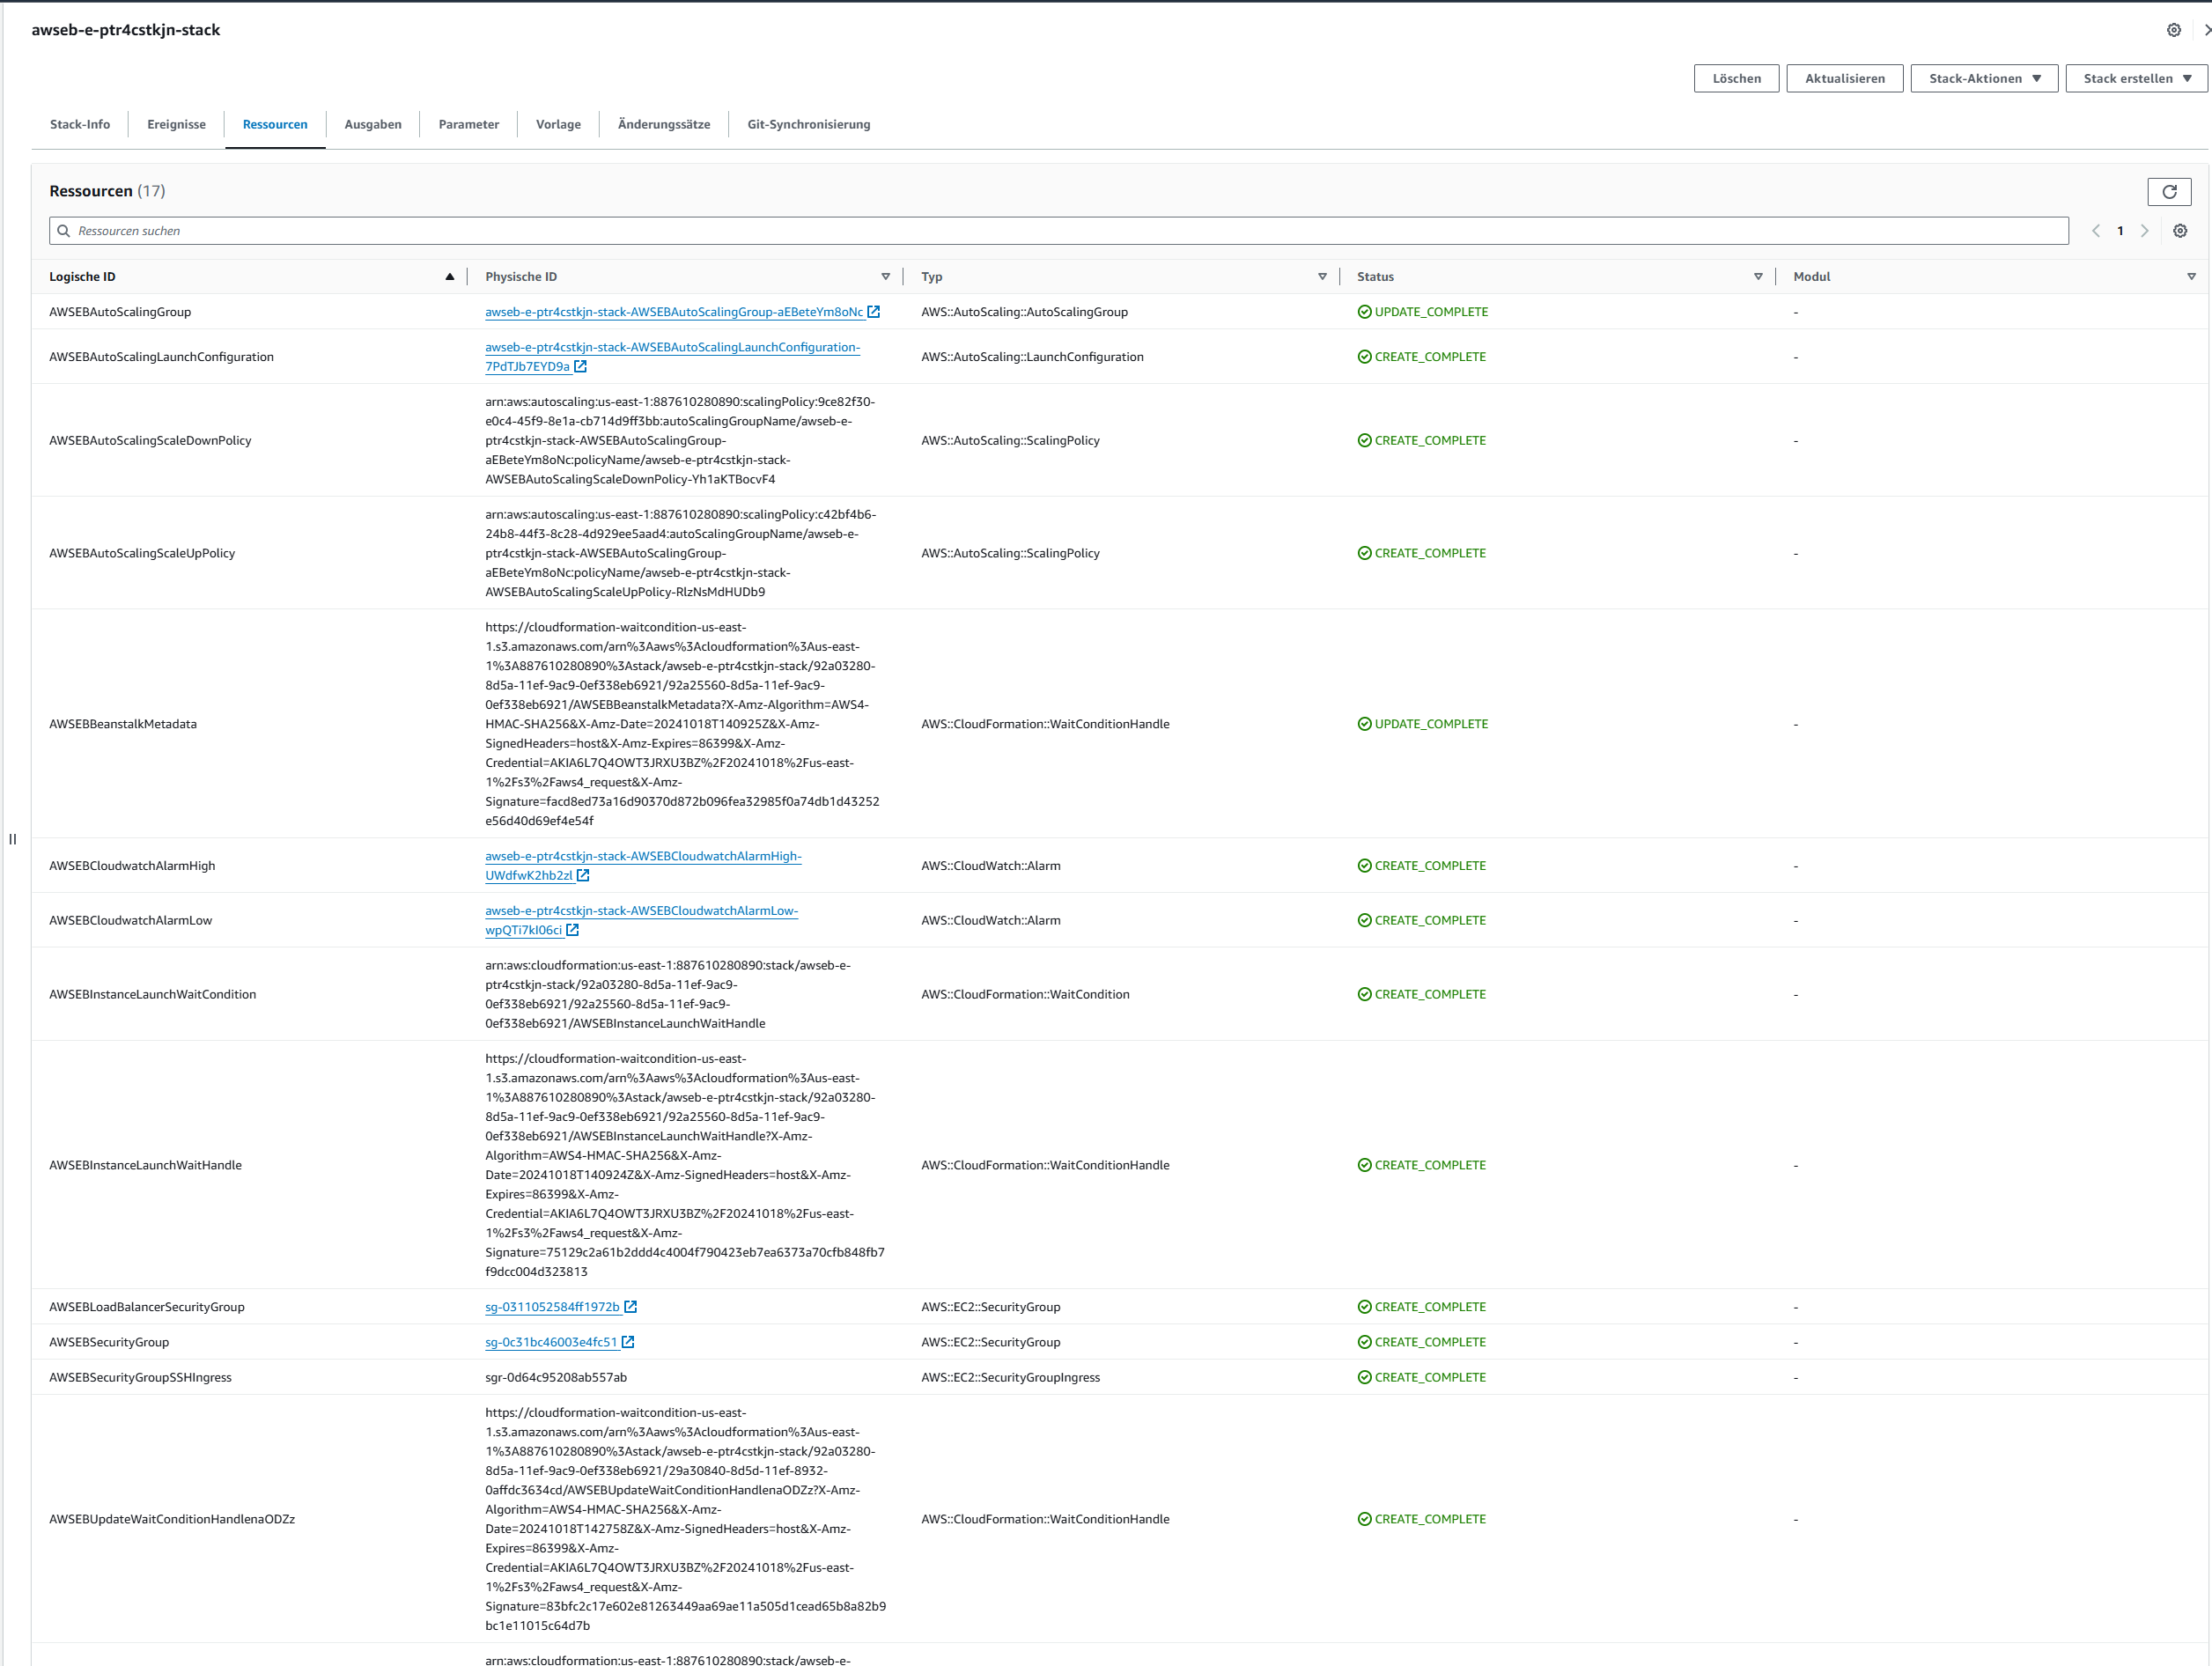 awseb-e-ptr4cstkjn-stack
Löschen
Aktualisieren
Stack-Aktionen
Stack erstellen
Stack-Info
Ereignisse
Ressourcen
Ausgaben
Parameter
Vorlage
Änderungssätze
Git-Synchronisierung
Ressourcen (17)
Ressourcen suchen
1
Logische ID
Physische ID
Typ
Status
Modul
AWSEBAutoScalingGroup
awseb-e-ptr4cstkjn-stack-AWSEBAutoScalingGroup-aEBeteYm8oNc
AWS::AutoScaling::AutoScalingGroup
UPDATE_COMPLETE
-
AWSEBAutoScalingLaunchConfiguration
awseb-e-ptr4cstkjn-stack-AWSEBAutoScalingLaunchConfiguration-
7PdTJb7EYD9a
AWS::AutoScaling::LaunchConfiguration
CREATE_COMPLETE
-
AWSEBAutoScalingScaleDownPolicy
arn:aws:autoscaling:us-east-1:887610280890:scalingPolicy:9ce82f30-
e0c4-45f9-8e1a-cb714d9ff3bb:autoScalingGroupName/awseb-e-
ptr4cstkjn-stack-AWSEBAutoScalingGroup-
aEBeteYm8oNc:policyName/awseb-e-ptr4cstkjn-stack-
AWSEBAutoScalingScaleDownPolicy-Yh1aKTBocvF4
AWS::AutoScaling::ScalingPolicy
CREATE_COMPLETE
-
AWSEBAutoScalingScaleUpPolicy
arn:aws:autoscaling:us-east-1:887610280890:scalingPolicy:c42bf4b6-
24b8-44f3-8c28-4d929ee5aad4:autoScalingGroupName/awseb-e-
ptr4cstkjn-stack-AWSEBAutoScalingGroup-
aEBeteYm8oNc:policyName/awseb-e-ptr4cstkjn-stack-
AWSEBAutoScalingScaleUpPolicy-RlzNsMdHUDb9
AWS::AutoScaling::ScalingPolicy
CREATE_COMPLETE
-
AWSEBBeanstalkMetadata
https://cloudformation-waitcondition-us-east-
1.s3.amazonaws.com/arn%3Aaws%3Acloudformation%3Aus-east-
1%3A887610280890%3Astack/awseb-e-ptr4cstkjn-stack/92a03280-
8d5a-11ef-9ac9-0ef338eb6921/92a25560-8d5a-11ef-9ac9-
0ef338eb6921/AWSEBBeanstalkMetadata?X-Amz-Algorithm=AWS4-
HMAC-SHA256&X-Amz-Date=20241018T140925Z&X-Amz-
SignedHeaders=host&X-Amz-Expires=86399&X-Amz-
Credential=AKIA6L7Q4OWT3JRXU3BZ%2F20241018%2Fus-east-
1%2Fs3%2Faws4_request&X-Amz-
Signature=facd8ed73a16d90370d872b096fea32985f0a74db1d43252
e56d40d69ef4e54f
AWS::CloudFormation::WaitConditionHandle
UPDATE_COMPLETE
-
AWSEBCloudwatchAlarmHigh
awseb-e-ptr4cstkjn-stack-AWSEBCloudwatchAlarmHigh-
UWdfwK2hb2zl
AWS::CloudWatch::Alarm
CREATE_COMPLETE
-
AWSEBCloudwatchAlarmLow
awseb-e-ptr4cstkjn-stack-AWSEBCloudwatchAlarmLow-
wpQTi7kI06ci
AWS::CloudWatch::Alarm
CREATE_COMPLETE
-
AWSEBInstanceLaunchWaitCondition
arn:aws:cloudformation:us-east-1:887610280890:stack/awseb-e-
ptr4cstkjn-stack/92a03280-8d5a-11ef-9ac9-
0ef338eb6921/92a25560-8d5a-11ef-9ac9-
0ef338eb6921/AWSEBInstanceLaunchWaitHandle
AWS::CloudFormation::WaitCondition
CREATE_COMPLETE
-
AWSEBInstanceLaunchWaitHandle
https://cloudformation-waitcondition-us-east-
1.s3.amazonaws.com/arn%3Aaws%3Acloudformation%3Aus-east-
1%3A887610280890%3Astack/awseb-e-ptr4cstkjn-stack/92a03280-
8d5a-11ef-9ac9-0ef338eb6921/92a25560-8d5a-11ef-9ac9-
0ef338eb6921/AWSEBInstanceLaunchWaitHandle?X-Amz-
Algorithm=AWS4-HMAC-SHA256&X-Amz-
Date=20241018T140924Z&X-Amz-SignedHeaders=host&X-Amz-
Expires=86399&X-Amz-
Credential=AKIA6L7Q4OWT3JRXU3BZ%2F20241018%2Fus-east-
1%2Fs3%2Faws4_request&X-Amz-
Signature=75129c2a61b2ddd4c4004f790423eb7ea6373a70cfb848fb7
f9dcc004d323813
AWS::CloudFormation::WaitConditionHandle
CREATE_COMPLETE
-
AWSEBLoadBalancerSecurityGroup
sg-0311052584ff1972b
AWS::EC2::SecurityGroup
CREATE_COMPLETE
-
AWSEBSecurityGroup
sg-0c31bc46003e4fc51
AWS::EC2::SecurityGroup
CREATE_COMPLETE
-
AWSEBSecurityGroupSSHIngress
sgr-0d64c95208ab557ab
AWS::EC2::SecurityGroupIngress
CREATE_COMPLETE
-
AWSEBUpdateWaitConditionHandlenaODZz
https://cloudformation-waitcondition-us-east-
1.s3.amazonaws.com/arn%3Aaws%3Acloudformation%3Aus-east-
1%3A887610280890%3Astack/awseb-e-ptr4cstkjn-stack/92a03280-
8d5a-11ef-9ac9-0ef338eb6921/29a30840-8d5d-11ef-8932-
0affdc3634cd/AWSEBUpdateWaitConditionHandlenaODZz?X-Amz-
Algorithm=AWS4-HMAC-SHA256&X-Amz-
Date=20241018T142758Z&X-Amz-SignedHeaders=host&X-Amz-
Expires=86399&X-Amz-
Credential=AKIA6L7Q4OWT3JRXU3BZ%2F20241018%2Fus-east-
1%2Fs3%2Faws4_request&X-Amz-
Signature=83bfc2c17e602e81263449aa69ae11a505d1cead65b8a82b9
bc1e11015c64d7b
AWS::CloudFormation::WaitConditionHandle
CREATE_COMPLETE
-
arn:aws:cloudformation:us-east-1:887610280890:stack/awseb-e-